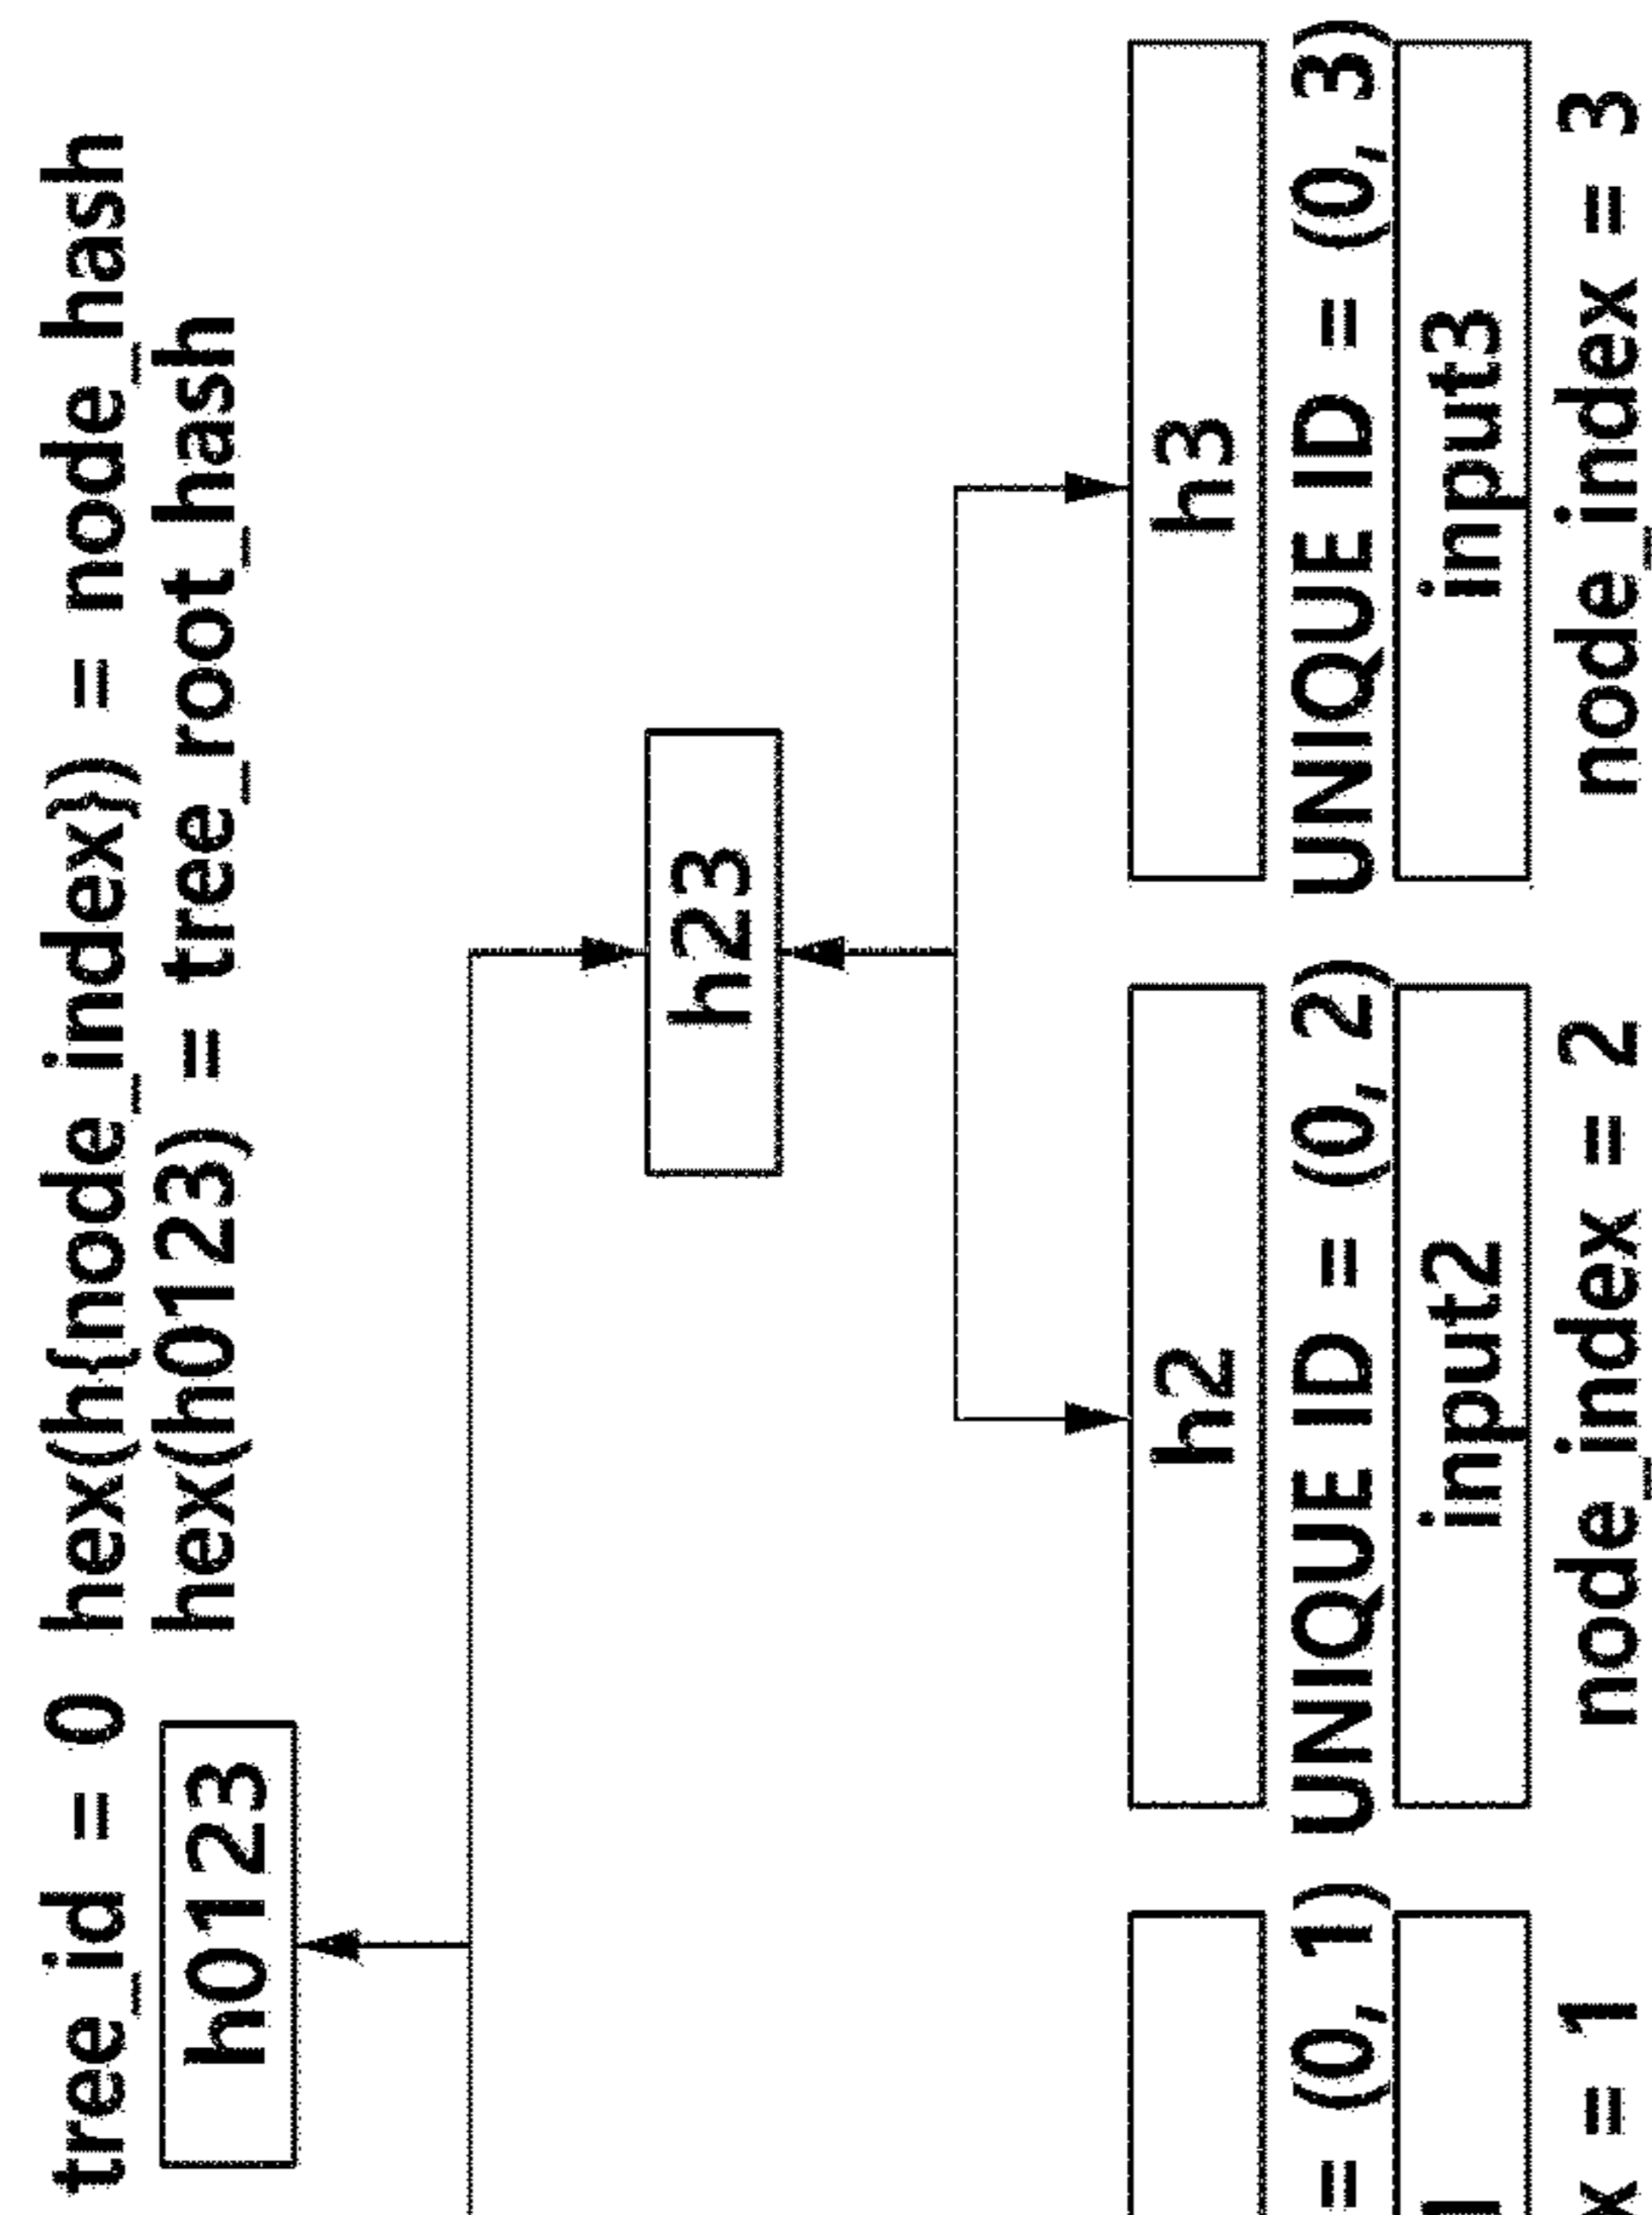 tree_id = 0 hex(h{node_index}) = node_hash
h0123 hex(h0123) = tree_root_hash
h23
h2 h3
= (0, 1) UNIQUE ID = (0, 2) UNIQUE ID = (0, 3)
input2 input3
x = 1 node_index = 2 node_index = 3